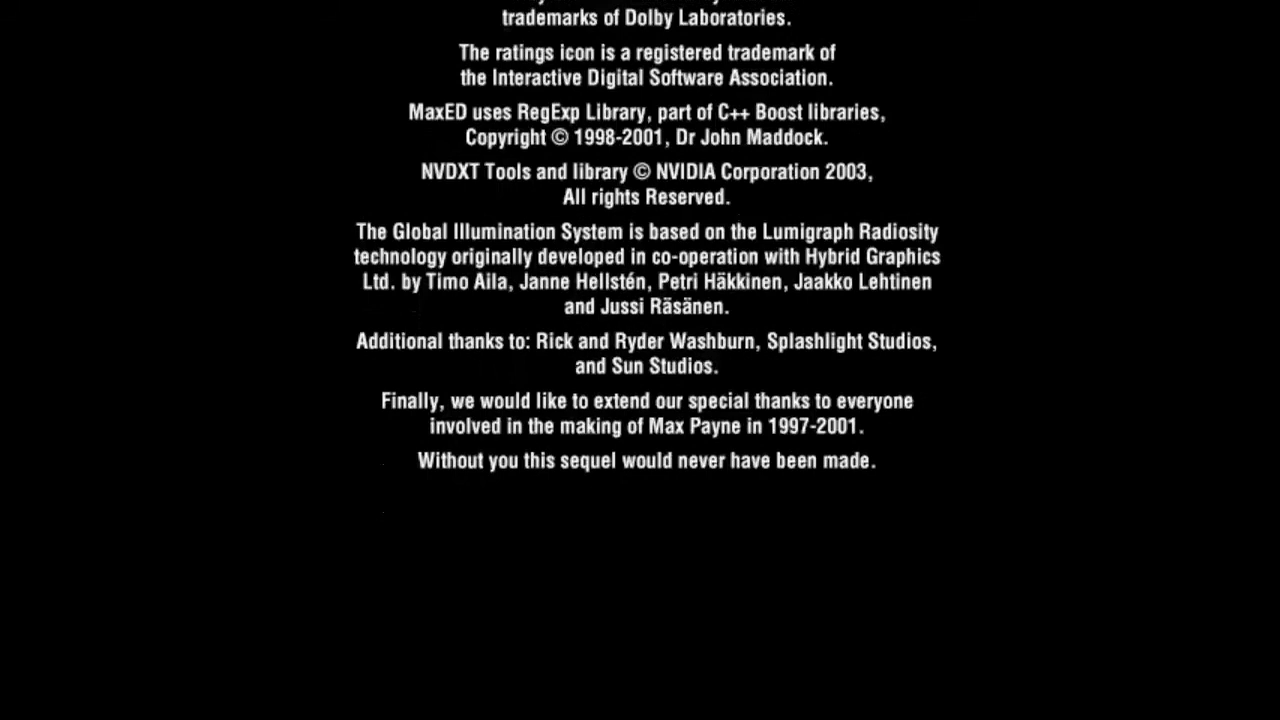 trademarks of Dolby Laboratories.
The ratings icon is a registered trademark of
the Interactive Digital Software Association.
MaxED uses RegExp Library, part of C++ Boost libraries,
Copyright © 1998-2001, Dr John Maddock.
NVDXT Tools and library © NVIDIA Corporation 2003,
All rights Reserved.
The Global Illumination System is based on the Lumigraph Radiosity
technology originally developed in co-operation with Hybrid Graphics
Ltd. by Timo Aila, Janne Hellstén, Petri Häkkinen, Jaakko Lehtinen
and Jussi Räsänen.
Additional thanks to: Rick and Ryder Washburn, Splashlight Studios,
and Sun Studios.
Finally, we would like to extend our special thanks to everyone
involved in the making of Max Payne in 1997-2001.
Without you this sequel would never have been made.